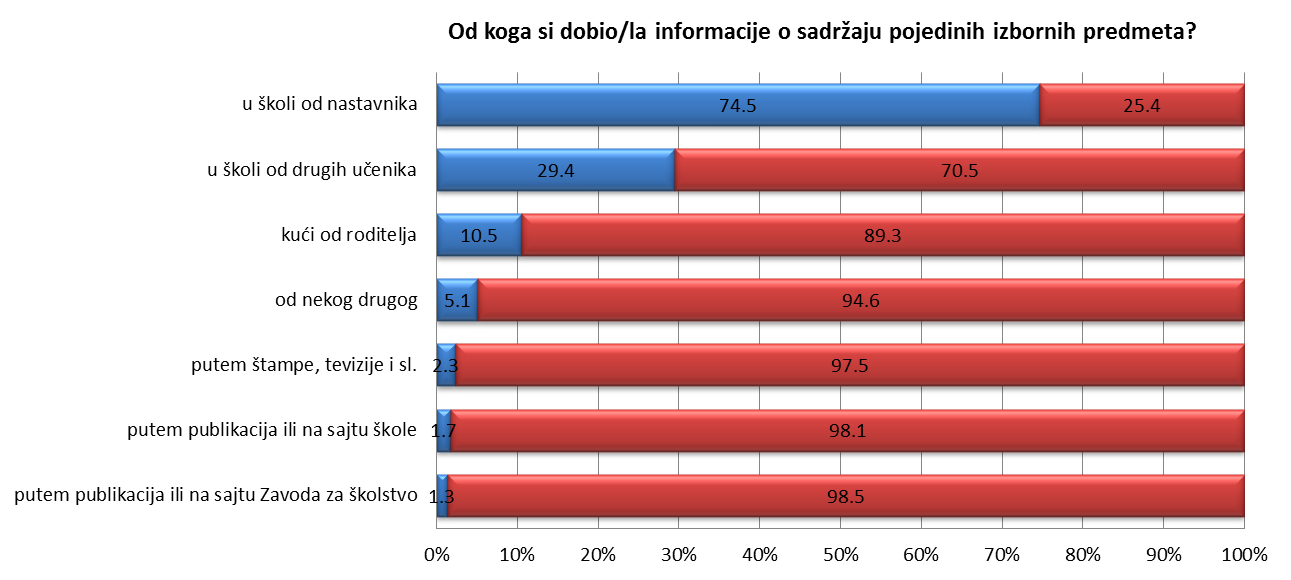 Od koga si dobio/la informacije o sadržaju pojedinih izbornih predmeta?
u školi od nastavnika 74.5 25.4
u školi od drugih učenika 29.4 70.5
kući od roditelja 10.5 89.3
od nekog drugog 5.1 94.6
putem štampe, tevizije i sl. 2.3 97.5
putem publikacija ili na sajtu škole 1.7 98.1
putem publikacija ili na sajtu Zavoda za školstvo 1.3 98.5
0% 10% 20% 30% 40% 50% 60% 70% 80% 90% 100%